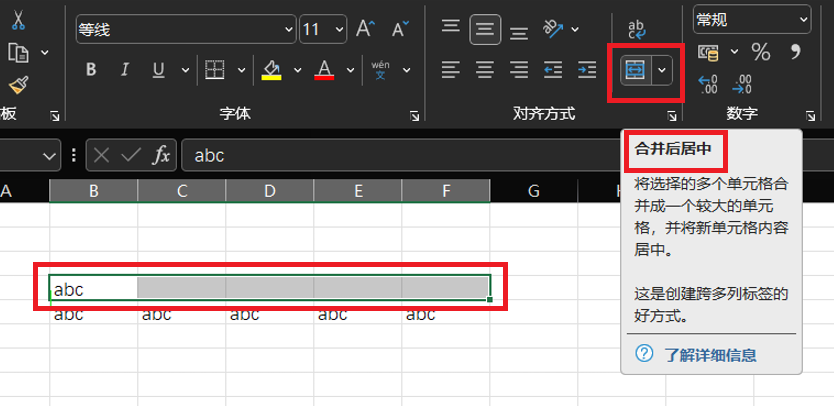 等线
11
A
A
ab
c
常规
B
I
U
A
wén
文
%
板
字体
对齐方式
数字
fx
abc
合并后居中
将选择的多个单元格合
并成一个较大的单元
格，并将新单元格内容
居中。
这是创建跨多列标签的
好方式。
了解详细信息
A
B
C
D
E
F
G
H
abc
abc
abc
abc
abc
abc